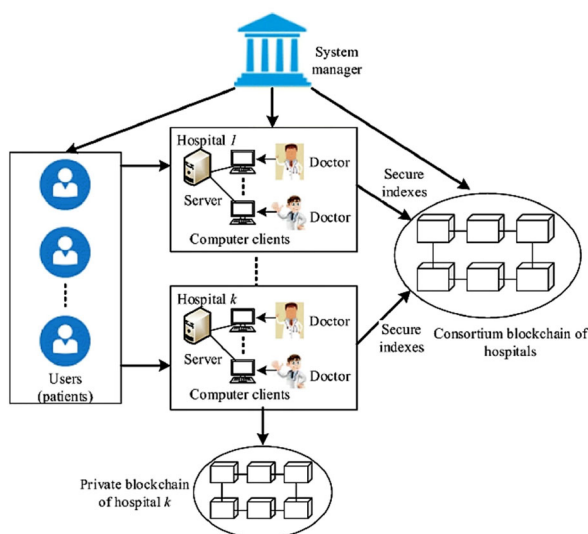 System
manager
Hospital 1
Doctor
Server
Doctor
Computer clients
Secure
indexes
Hospital k
Doctor
Server
Doctor
Computer clients
Secure
indexes
Consortium blockchain of
hospitals
Users
(patients)
Private blockchain
of hospital k